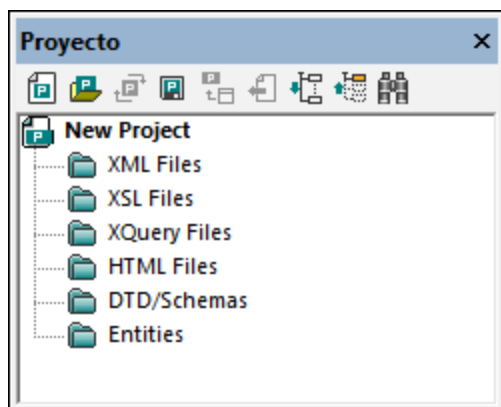 Proyecto
New Project
XML Files
XSL Files
XQuery Files
HTML Files
DTD/Schemas
Entities